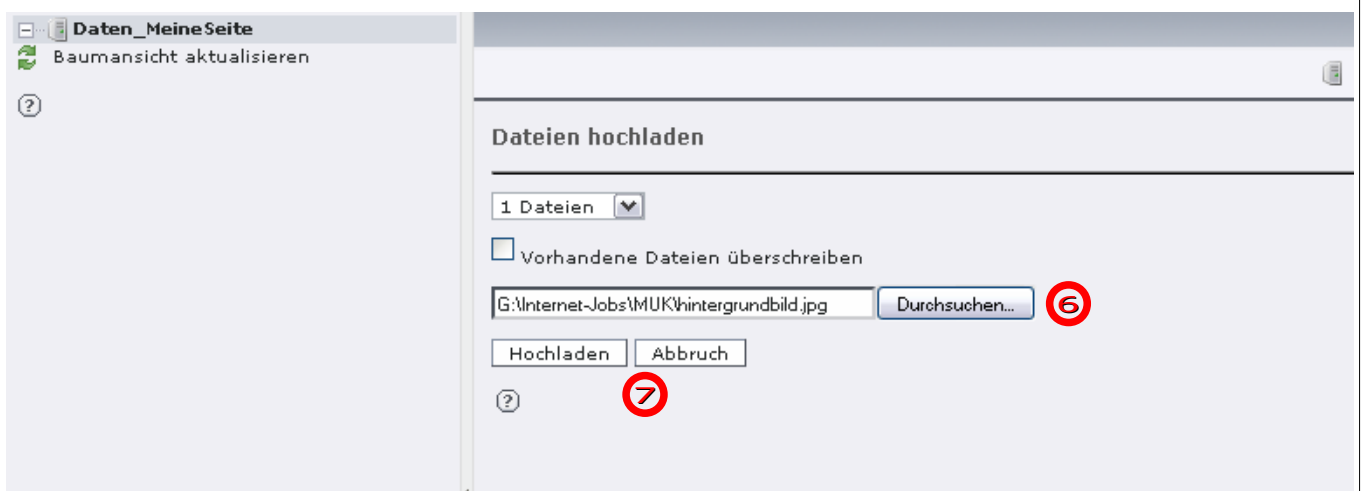 Daten_MeineSeite
Baumansicht aktualisieren
?
Dateien hochladen
1 Dateien
Vorhandene Dateien überschreiben
G:\Internet-Jobs\MUK\hintergrundbild.jpg Durchsuchen... 6
Hochladen Abbruch
7
?